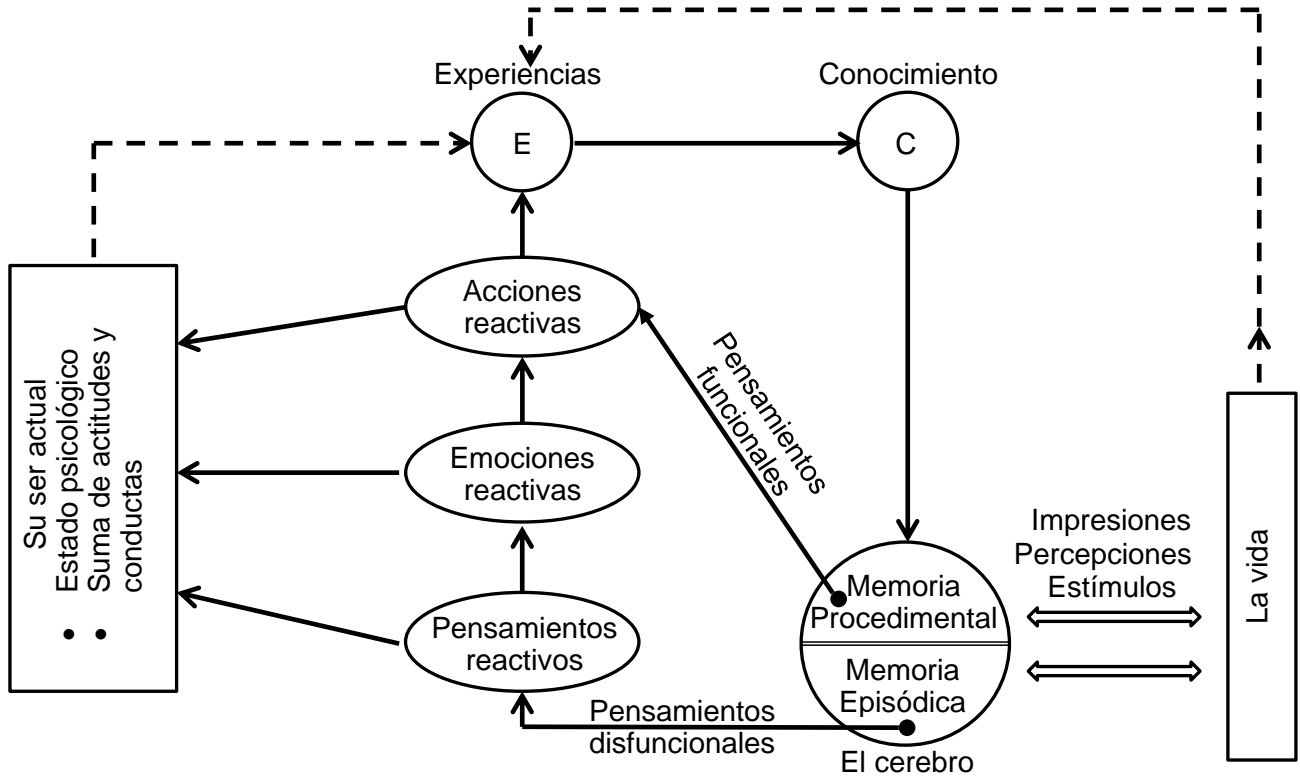 Experiencias
Conocimiento
E
C
Acciones
reactivas
Pensamientos
funcionales
Emociones
reactivas
Su ser actual
Estado psicológico
Suma de actitudes y
conductas
Impresiones
Percepciones
Estímulos
La vida
Memoria
Procedimental
Pensamientos
reactivos
Memoria
Episódica
Pensamientos
disfuncionales
El cerebro